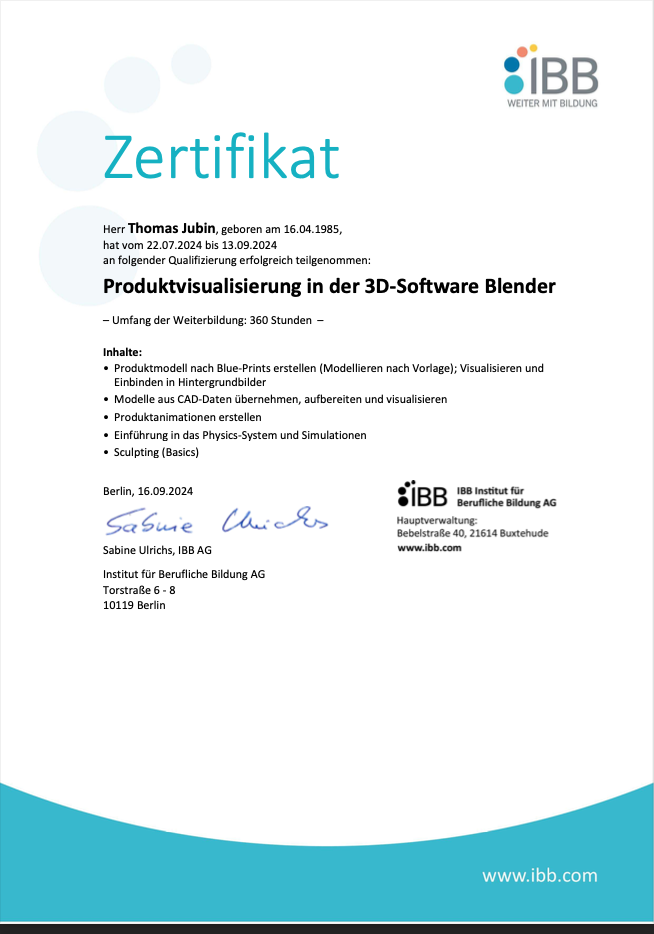 IBB
WEITER MIT BILDUNG
Zertifikat
Herr Thomas Jubin, geboren am 16.04.1985,
hat vom 22.07.2024 bis 13.09.2024
an folgender Qualifizierung erfolgreich teilgenommen:
Produktvisualisierung in der 3D-Software Blender
– Umfang der Weiterbildung: 360 Stunden –
Inhalte:
• Produktmodell nach Blue-Prints erstellen (Modellieren nach Vorlage); Visualisieren und
Einbinden in Hintergrundbilder
• Modelle aus CAD-Daten übernehmen, aufbereiten und visualisieren
• Produktanimationen erstellen
• Einführung in das Physics-System und Simulationen
• Sculpting (Basics)
Berlin, 16.09.2024
Sabine Ulrichs
Sabine Ulrichs, IBB AG
Institut für Berufliche Bildung AG
Torstraße 6 - 8
10119 Berlin
IBB IBB Institut für
Berufliche Bildung AG
Hauptverwaltung:
Bebelstraße 40, 21614 Buxtehude
www.ibb.com
www.ibb.com